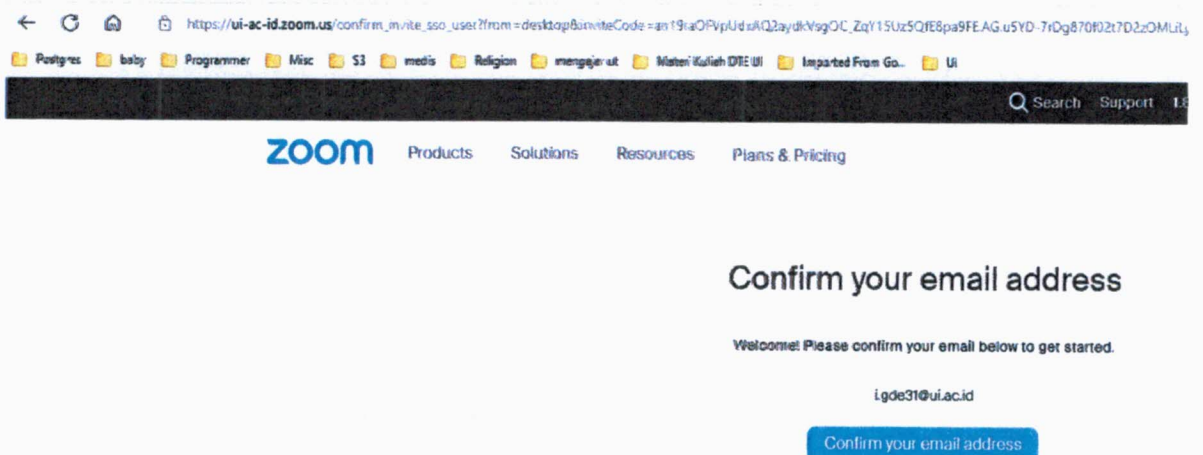 https://ui-ac-id.zoom.us/confirm_invite_sso_user?from=desktop&inviteCode=
Postgres baby Programmer Misc S3 medis Religion mengajar ut Materi Kuliah DTE UI Imported From Go... Ui
Search Support
zoom Products Solutions Resources Plans & Pricing
Confirm your email address
Welcome! Please confirm your email below to get started.
i.gde31@ui.ac.id
Confirm your email address